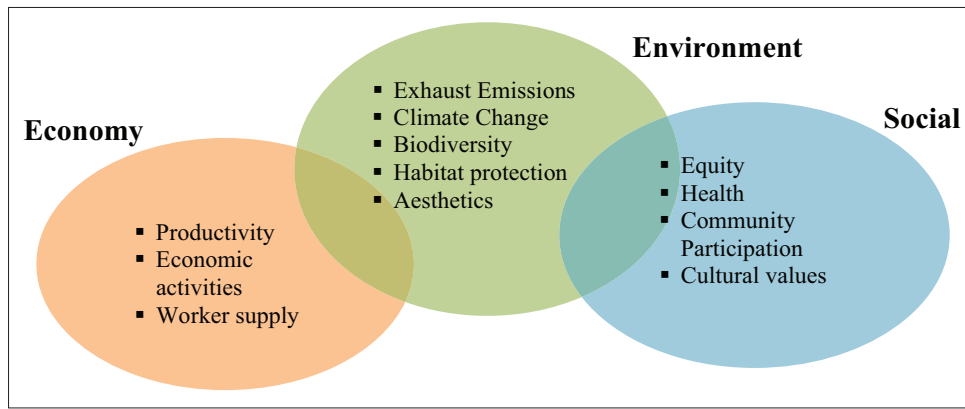 Economy
▪ Productivity
▪ Economic
activities
▪ Worker supply
Environment
▪ Exhaust Emissions
▪ Climate Change
▪ Biodiversity
▪ Habitat protection
▪ Aesthetics
Social
▪ Equity
▪ Health
▪ Community
Participation
▪ Cultural values